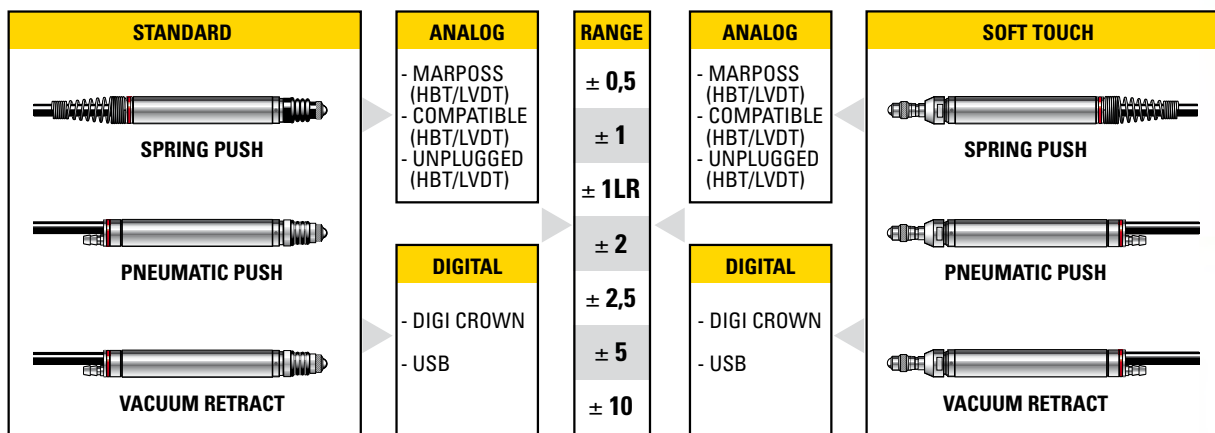 STANDARD
SPRING PUSH
PNEUMATIC PUSH
VACUUM RETRACT
ANALOG
- MARPOSS
(HBT/LVDT)
- COMPATIBLE
(HBT/LVDT)
- UNPLUGGED
(HBT/LVDT)
DIGITAL
- DIGI CROWN
- USB
RANGE
± 0,5
± 1
± 1LR
± 2
± 2,5
± 5
± 10
ANALOG
- MARPOSS
(HBT/LVDT)
- COMPATIBLE
(HBT/LVDT)
- UNPLUGGED
(HBT/LVDT)
DIGITAL
- DIGI CROWN
- USB
SOFT TOUCH
SPRING PUSH
PNEUMATIC PUSH
VACUUM RETRACT